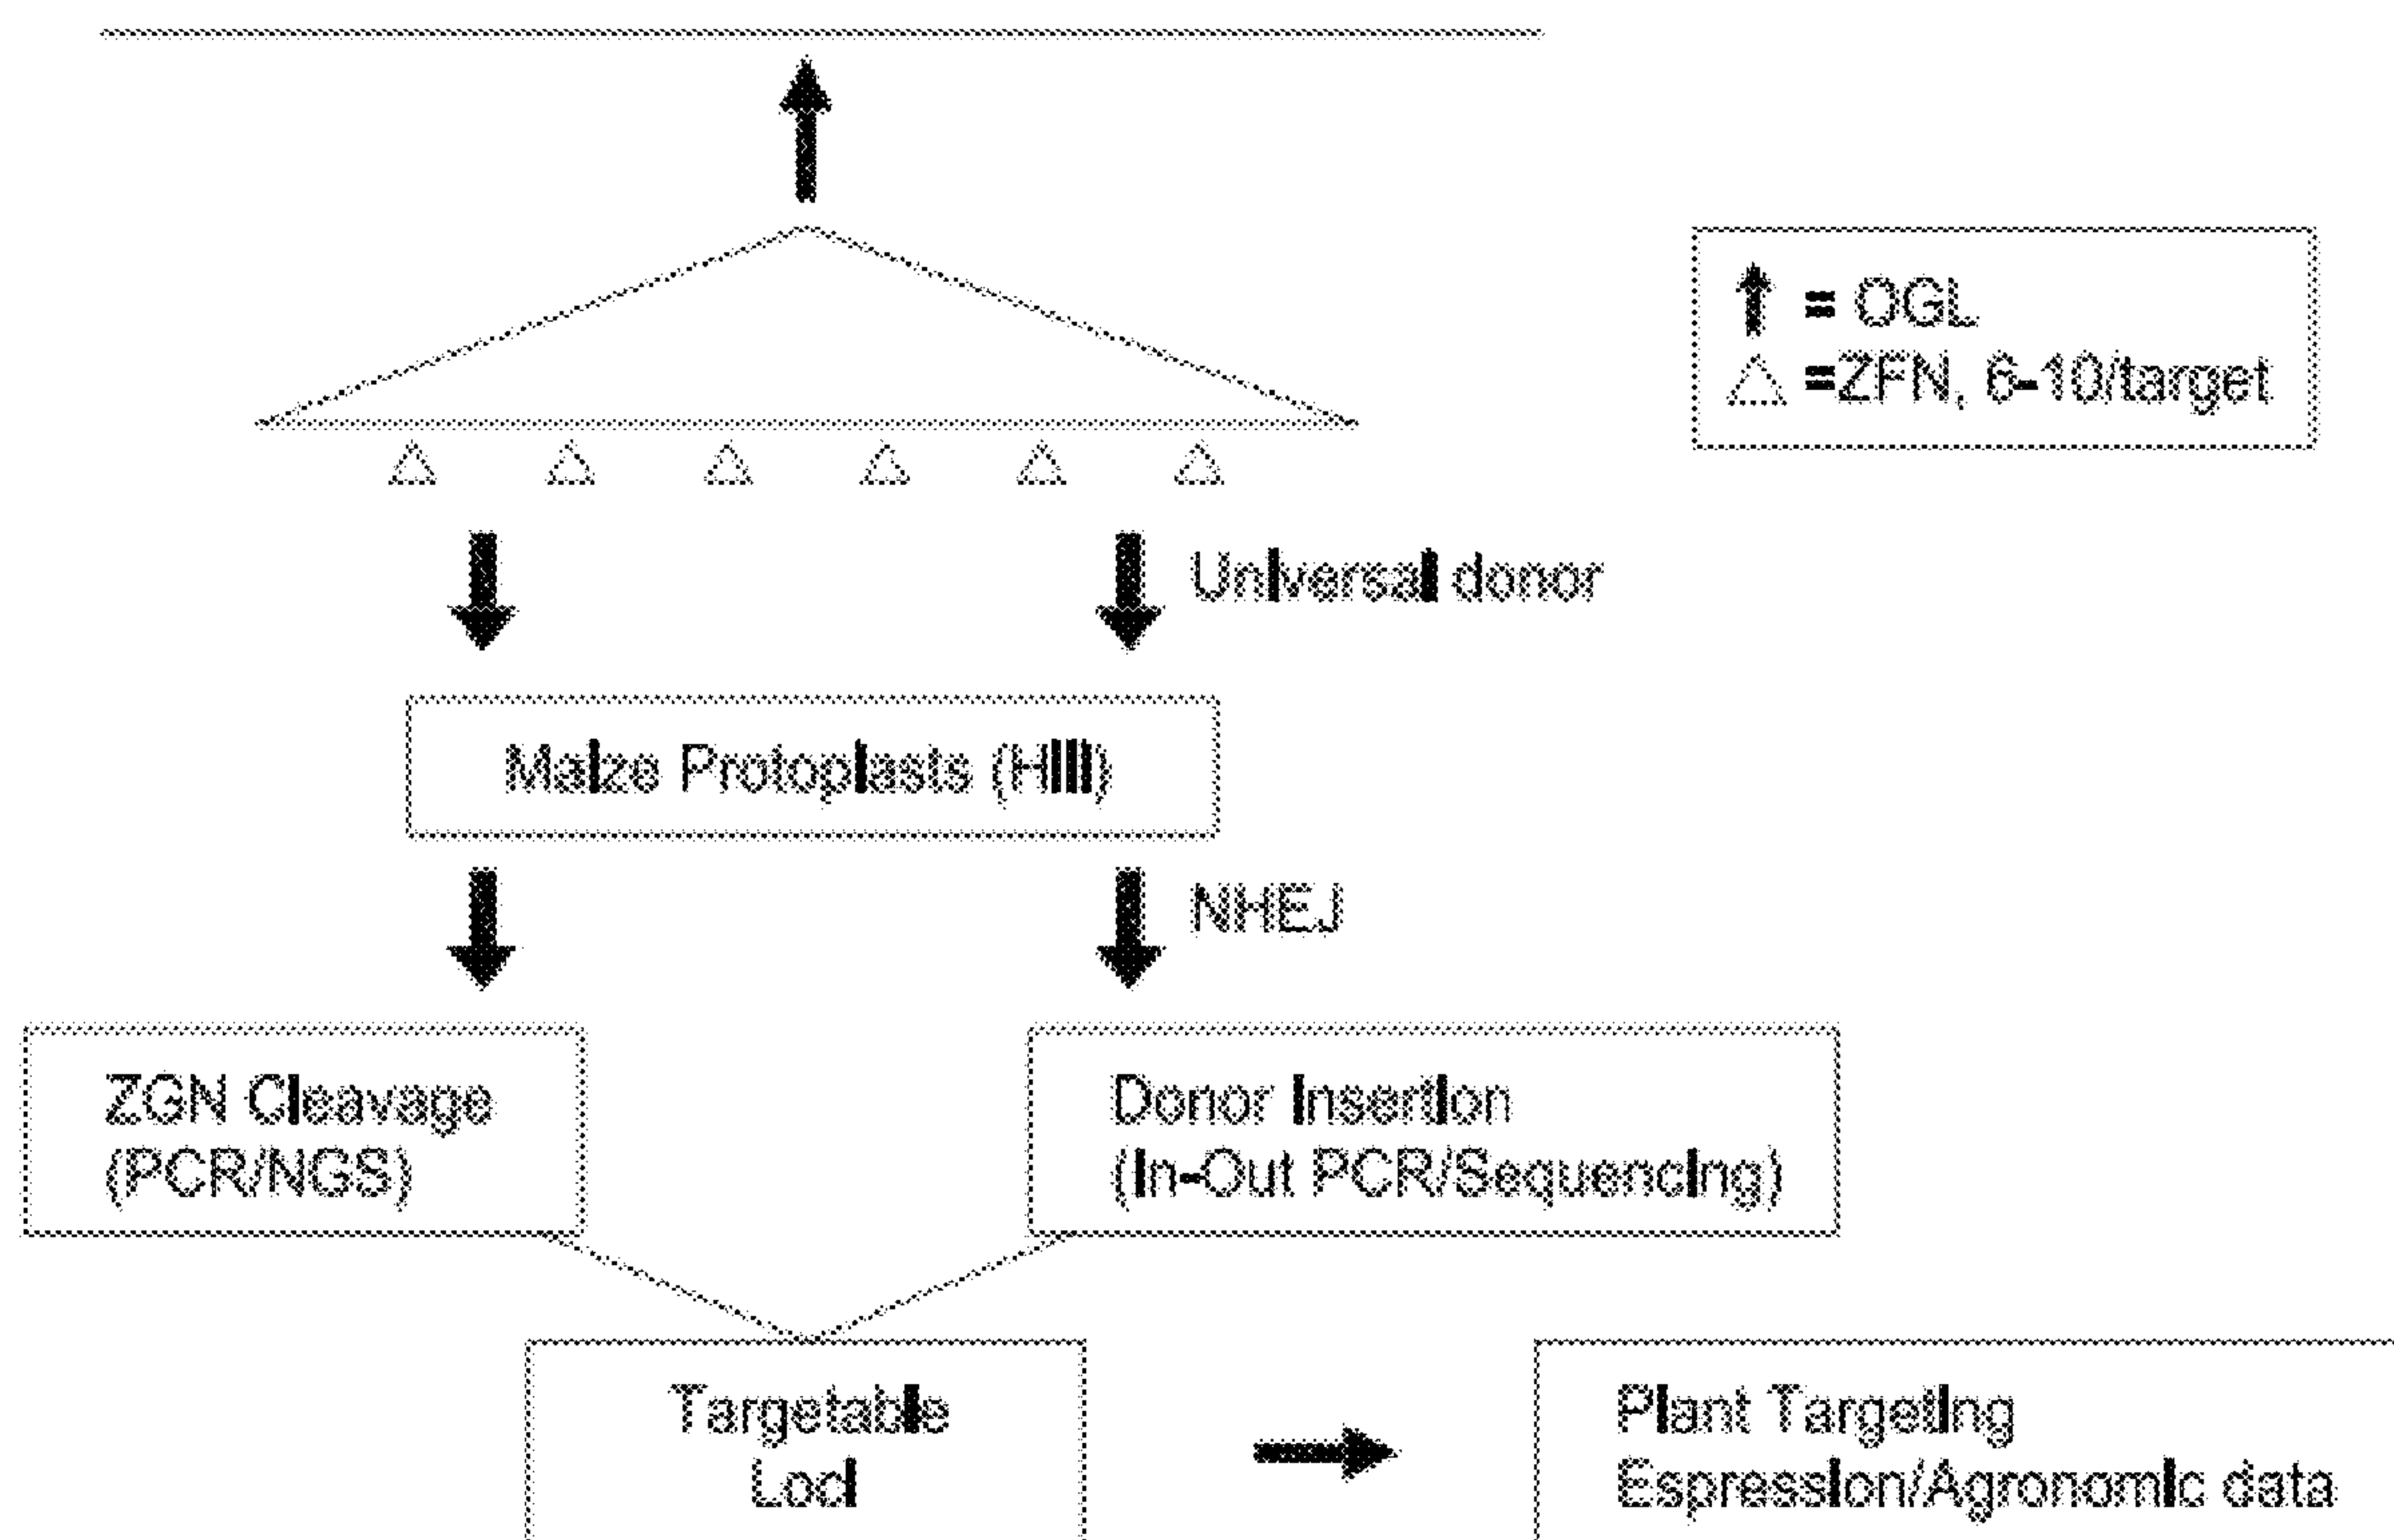 = OGL
=ZFN, 6-10/target
Universal donor
Maize Protoplasts (HiII)
NHEJ
ZGN Cleavage
(PCR/NGS)
Donor Insertion
(In-Out PCR/Sequencing)
Targetable
Loci
Plant Targeting
Espression/Agronomic data